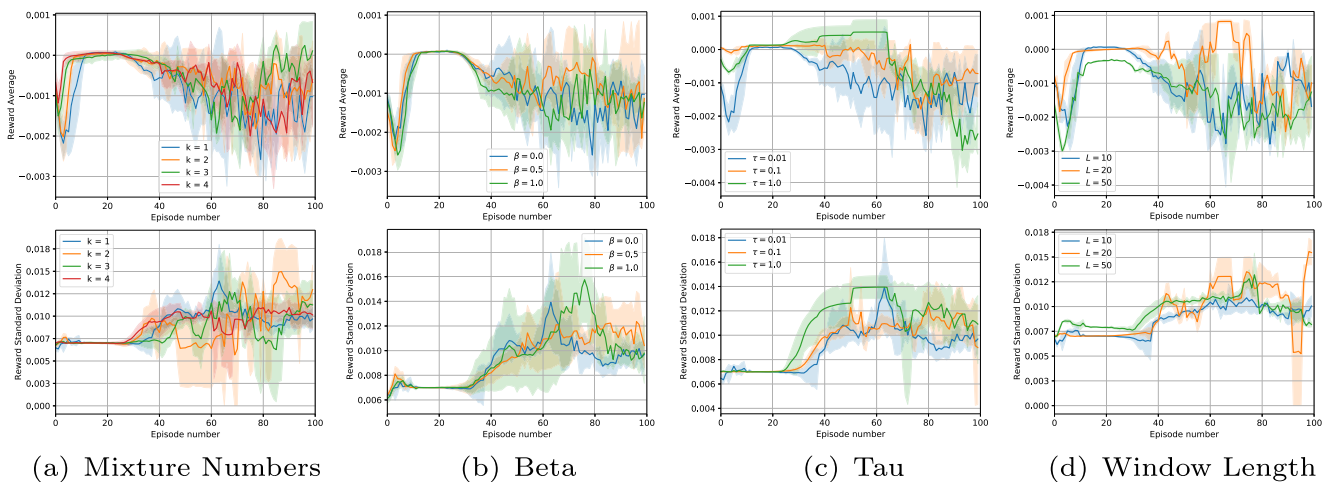 0.001
0.000
−0.001
−0.002
−0.003
Reward Average
k = 1
k = 2
k = 3
k = 4
0 20 40 60 80 100
Episode number
0.001
0.000
−0.001
−0.002
−0.003
Reward Average
β = 0.0
β = 0.5
β = 1.0
0 20 40 60 80 100
Episode number
0.001
0.000
−0.001
−0.002
−0.003
−0.004
Reward Average
τ = 0.01
τ = 0.1
τ = 1.0
0 20 40 60 80 100
Episode number
0.001
0.000
−0.001
−0.002
−0.003
−0.004
Reward Average
L = 10
L = 20
L = 50
0 20 40 60 80 100
Episode number
0.018
0.015
0.013
0.010
0.007
0.005
0.003
0.000
Reward Standard Deviation
k = 1
k = 2
k = 3
k = 4
0 20 40 60 80 100
Episode number
0.018
0.016
0.014
0.012
0.010
0.008
0.006
Reward Standard Deviation
β = 0.0
β = 0.5
β = 1.0
0 20 40 60 80 100
Episode number
0.018
0.016
0.014
0.012
0.010
0.008
0.006
0.004
Reward Standard Deviation
τ = 0.01
τ = 0.1
τ = 1.0
0 20 40 60 80 100
Episode number
0.018
0.015
0.013
0.010
0.007
0.005
0.003
0.000
Reward Standard Deviation
L = 10
L = 20
L = 50
0 20 40 60 80 100
Episode number
(a) Mixture Numbers
(b) Beta
(c) Tau
(d) Window Length